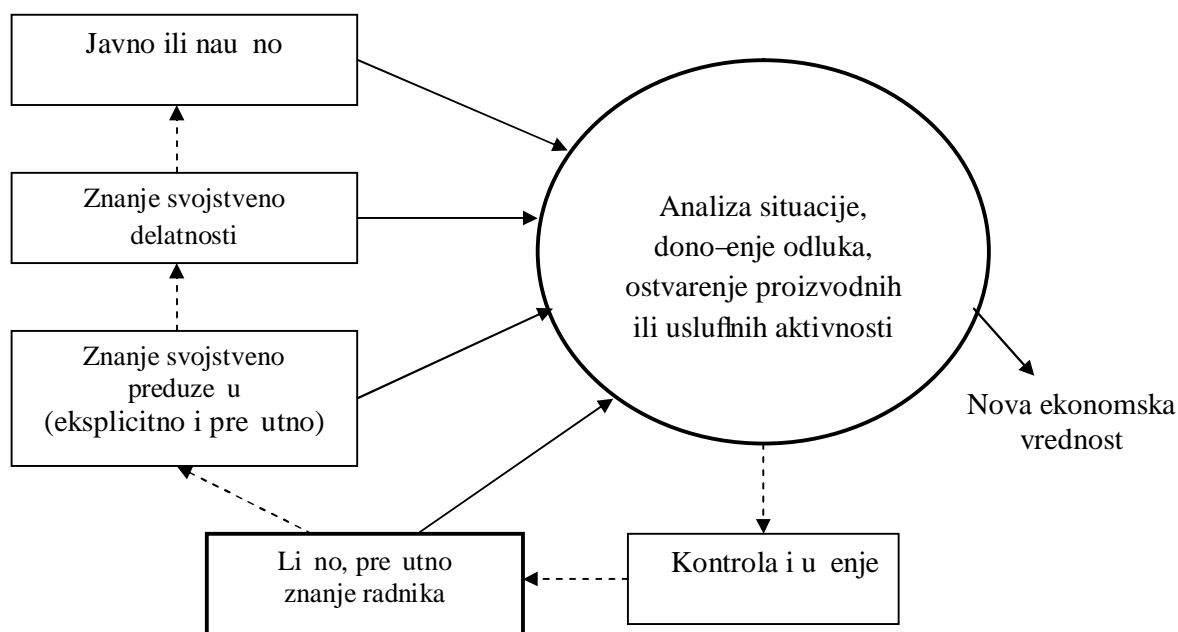 Javno ili nau no
Znanje svojstveno
delatnosti
Znanje svojstveno
preduze u
(eksplicitno i pre utno)
Li no, pre utno
znanje radnika
Analiza situacije,
dono–enje odluka,
ostvarenje proizvodnih
ili usluflnih aktivnosti
Nova ekonomska
vrednost
Kontrola i u enje